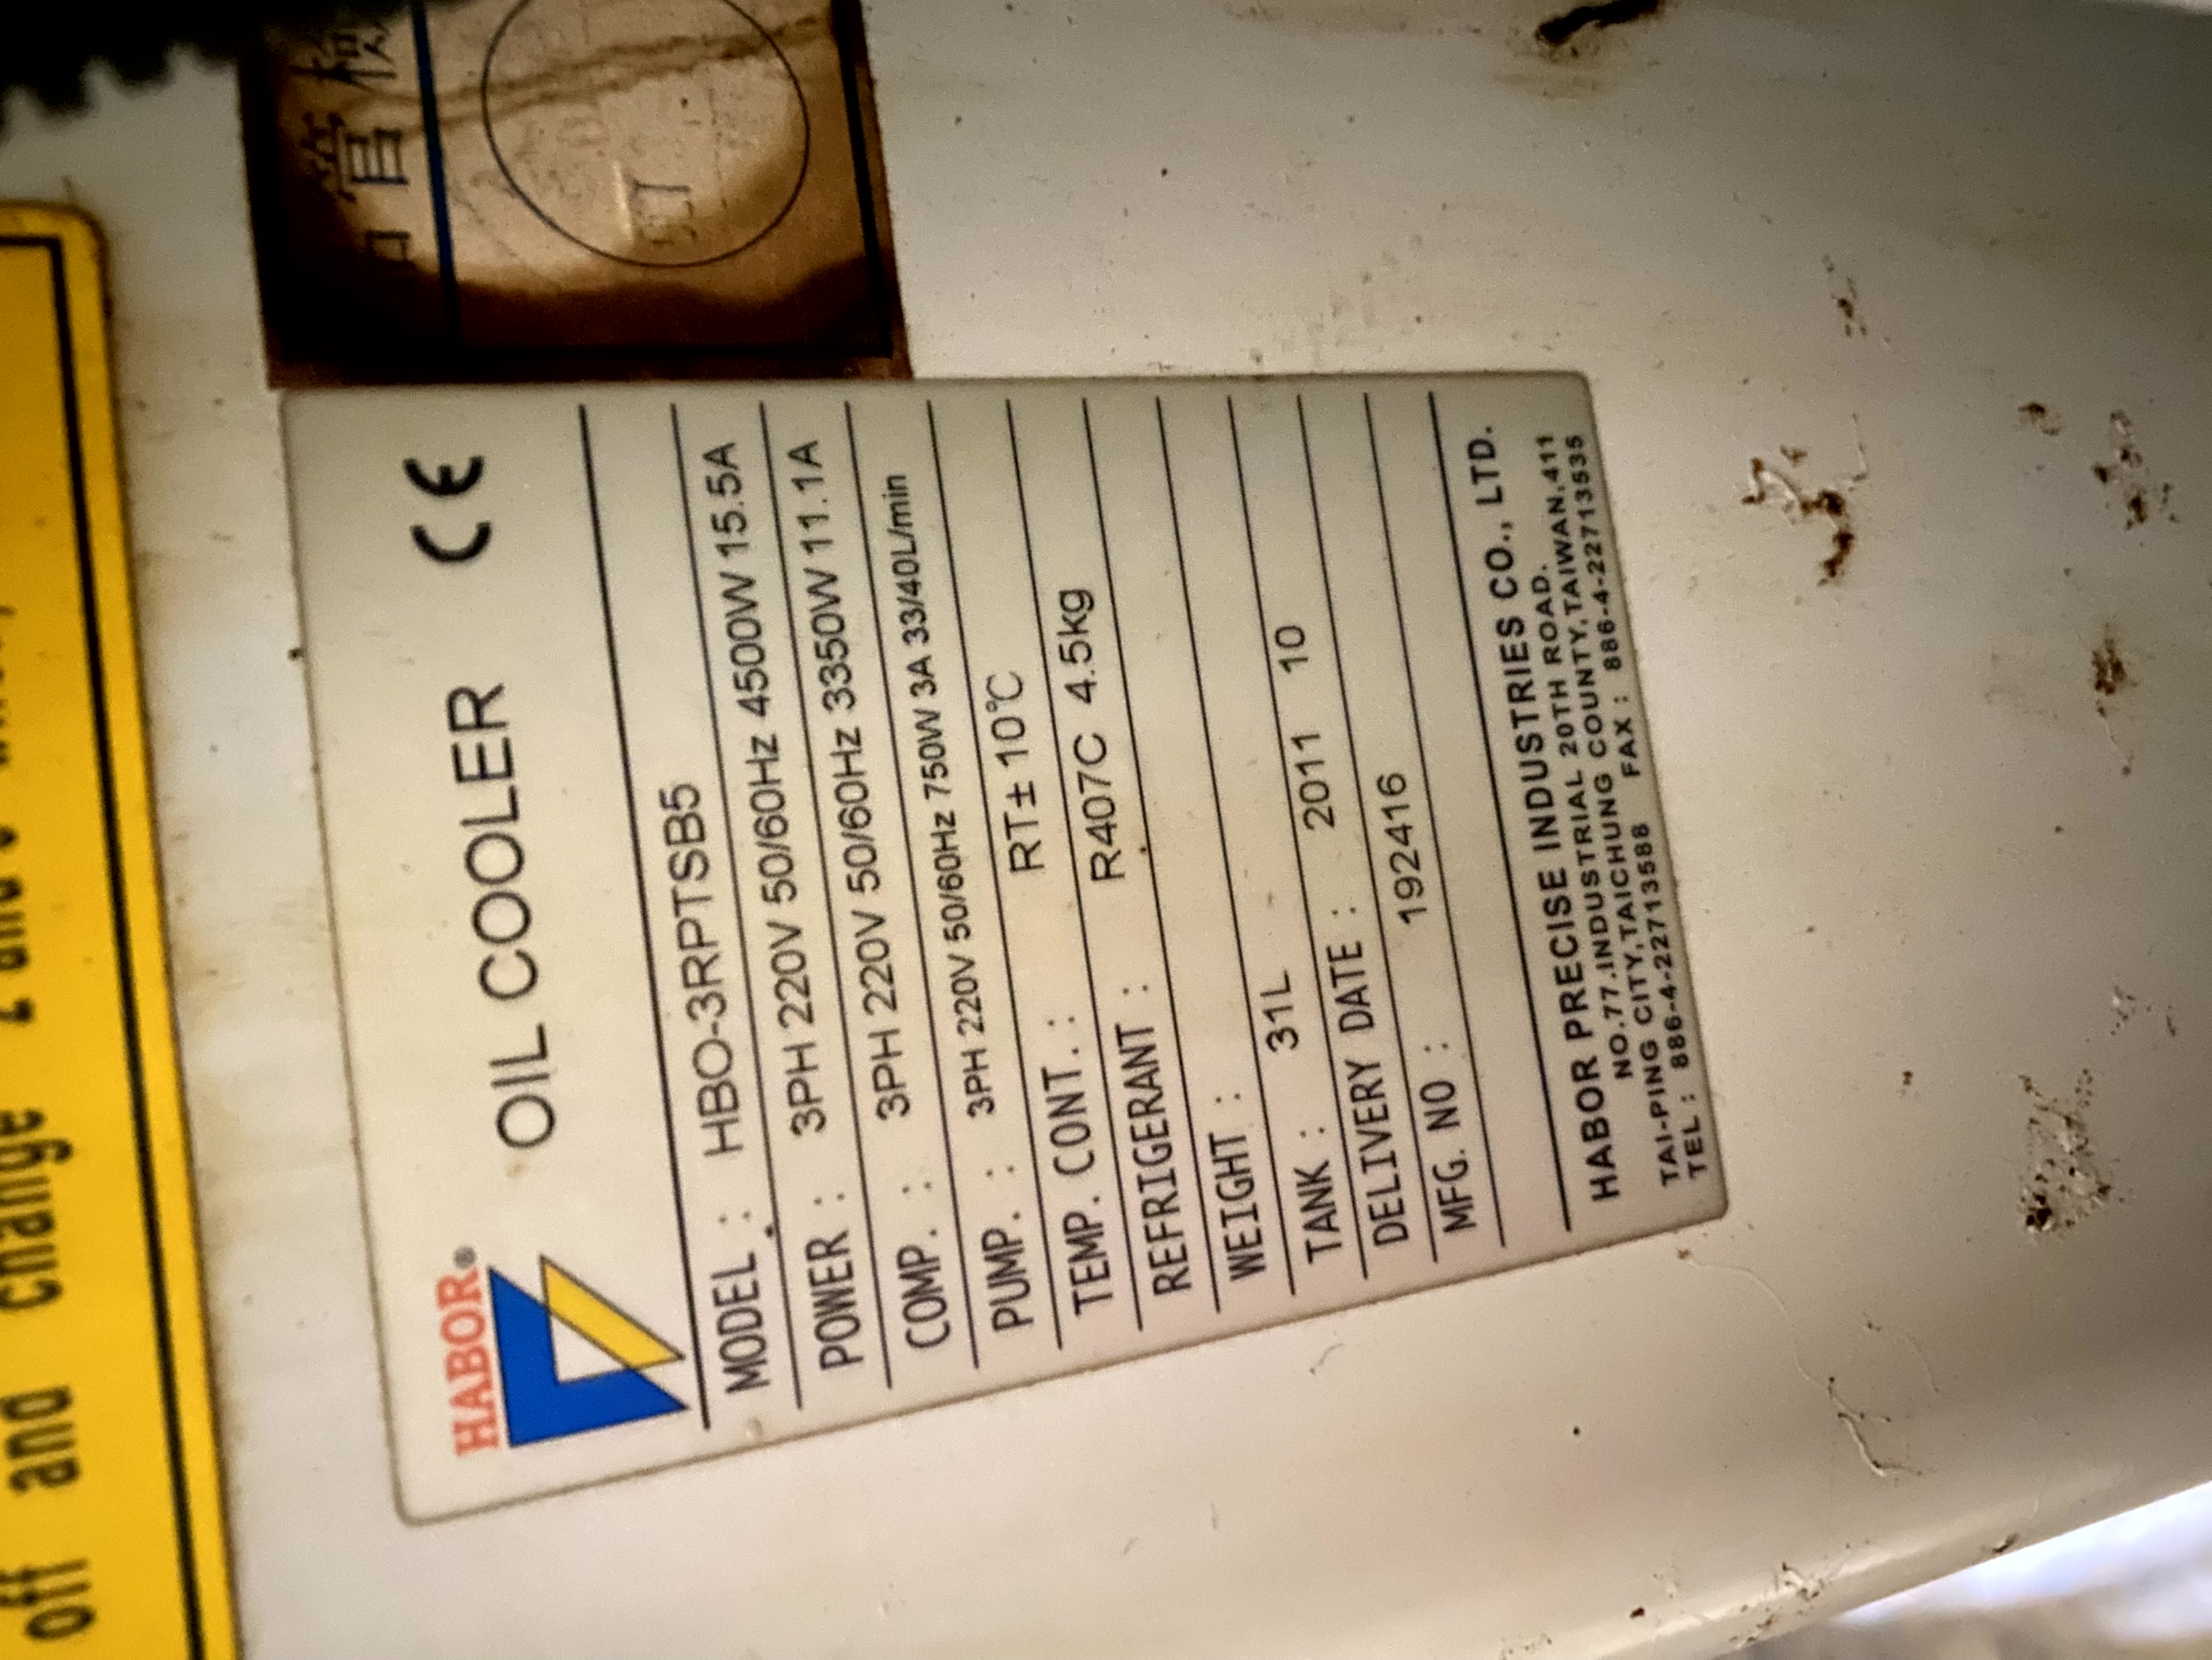 off and change 2 and 3
HABOR®
OIL COOLER
CE
管檢
MODEL : HBO-3RPTSB5
POWER : 3PH 220V 50/60Hz 4500W 15.5A
COMP. : 3PH 220V 50/60Hz 3350W 11.1A
PUMP. : 3PH 220V 50/60Hz 750W 3A 33/40L/min
TEMP. CONT. : RT± 10℃
REFRIGERANT : R407C 4.5kg
WEIGHT :
TANK : 31L
DELIVERY DATE : 2011 10
MFG. NO : 192416
HABOR PRECISE INDUSTRIES CO., LTD.
NO.77.INDUSTRIAL 20TH ROAD.
TAI-PING CITY,TAICHUNG COUNTY,TAIWAN,411
TEL : 886-4-22713588 FAX : 886-4-22713535